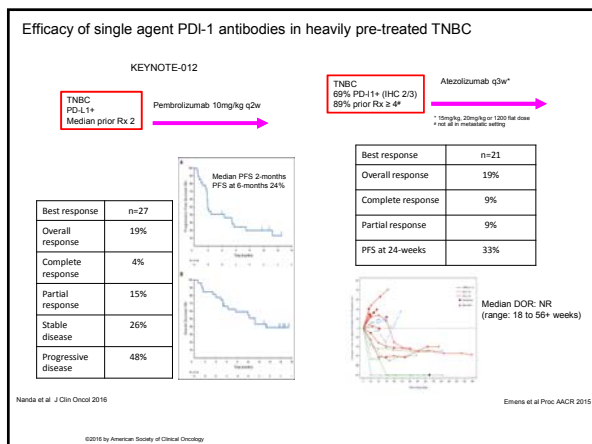 Efficacy of single agent PDI-1 antibodies in heavily pre-treated TNBC
KEYNOTE-012
TNBC
PD-L1+
Median prior Rx 2
Pembrolizumab 10mg/kg q2w
TNBC
69% PD-l1+ (IHC 2/3)
89% prior Rx ≥ 4#
Atezolizumab q3w*
* 15mg/kg, 20mg/kg or 1200 flat dose
# not all in metastatic setting
Best response n=27
Overall response 19%
Complete response 4%
Partial response 15%
Stable disease 26%
Progressive disease 48%
Median PFS 2-months
PFS at 6-months 24%
Best response n=21
Overall response 19%
Complete response 9%
Partial response 9%
PFS at 24-weeks 33%
Median DOR: NR
(range: 18 to 56+ weeks)
Nanda et al J Clin Oncol 2016
Emens et al Proc AACR 2015
©2016 by American Society of Clinical Oncology